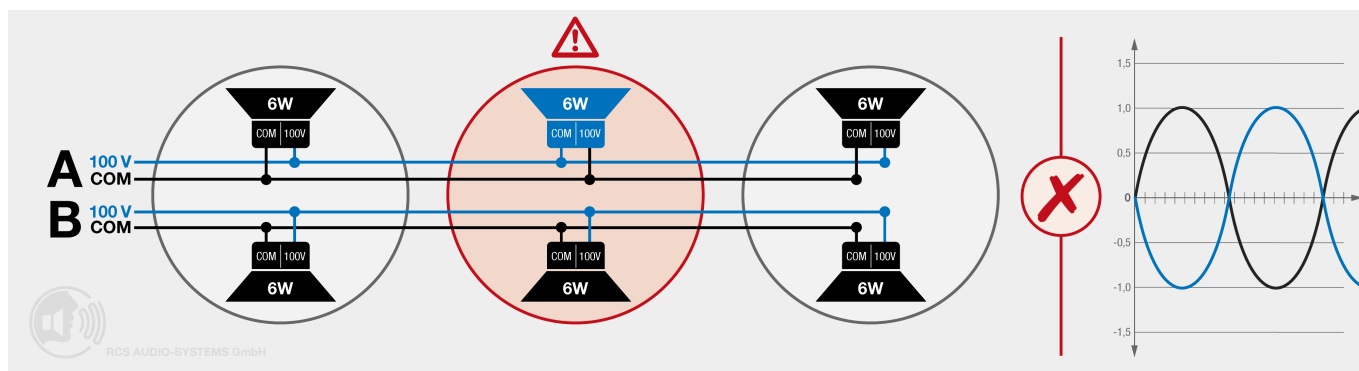 6W
COM 100V
6W
COM 100V
6W
COM 100V
A 100 V
COM
B 100 V
COM
COM 100V
6W
COM 100V
6W
COM 100V
6W
1,5
1,0
0,5
0
-0,5
-1,0
-1,5
RCS AUDIO-SYSTEMS GmbH